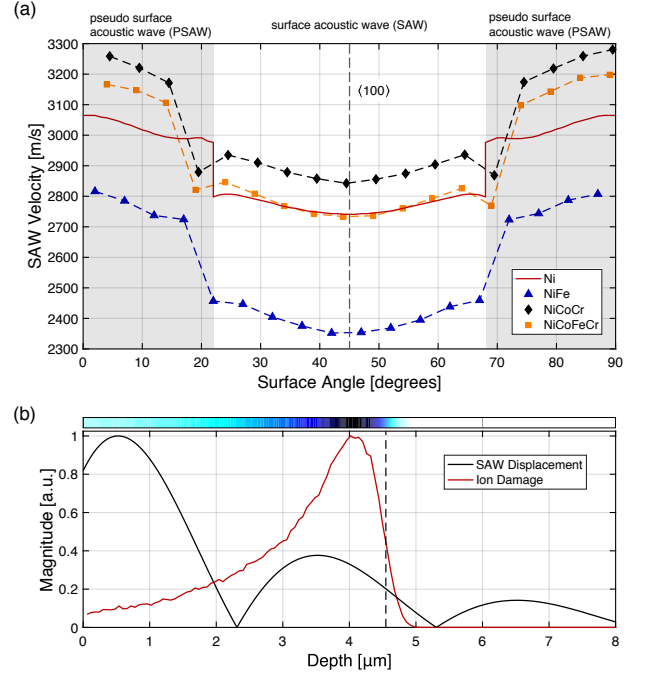 (a)
pseudo surface
acoustic wave (PSAW)
surface acoustic wave (SAW)
pseudo surface
acoustic wave (PSAW)
3300
3200
3100
3000
2900
2800
2700
2600
2500
2400
2300
SAW Velocity [m/s]
⟨100⟩
Ni
NiFe
NiCoCr
NiCoFeCr
0 10 20 30 40 50 60 70 80 90
Surface Angle [degrees]
(b)
1
0.8
0.6
0.4
0.2
0
Magnitude [a.u.]
SAW Displacement
Ion Damage
0 1 2 3 4 5 6 7 8
Depth [µm]